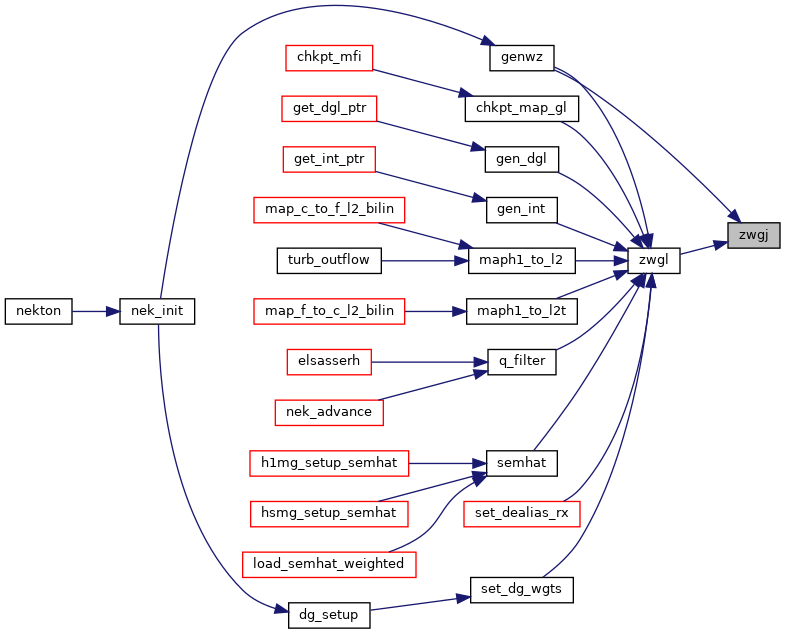 genwz
chkpt_mfi
chkpt_map_gl
get_dgl_ptr
gen_dgl
get_int_ptr
gen_int
map_c_to_f_l2_bilin
zwgj
turb_outflow
maph1_to_l2
zwgl
nekton
nek_init
map_f_to_c_l2_bilin
maph1_to_l2t
elsasserh
q_filter
nek_advance
h1mg_setup_semhat
semhat
hsmg_setup_semhat
set_dealias_rx
load_semhat_weighted
set_dg_wgts
dg_setup